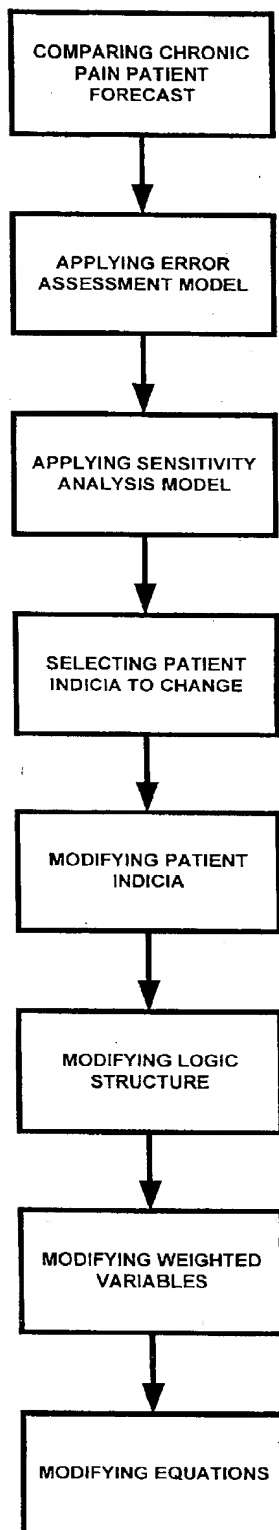 COMPARING CHRONIC
PAIN PATIENT
FORECAST
APPLYING ERROR
ASSESSMENT MODEL
APPLYING SENSITIVITY
ANALYSIS MODEL
SELECTING PATIENT
INDICIA TO CHANGE
MODIFYING PATIENT
INDICIA
MODIFYING LOGIC
STRUCTURE
MODIFYING WEIGHTED
VARIABLES
MODIFYING EQUATIONS